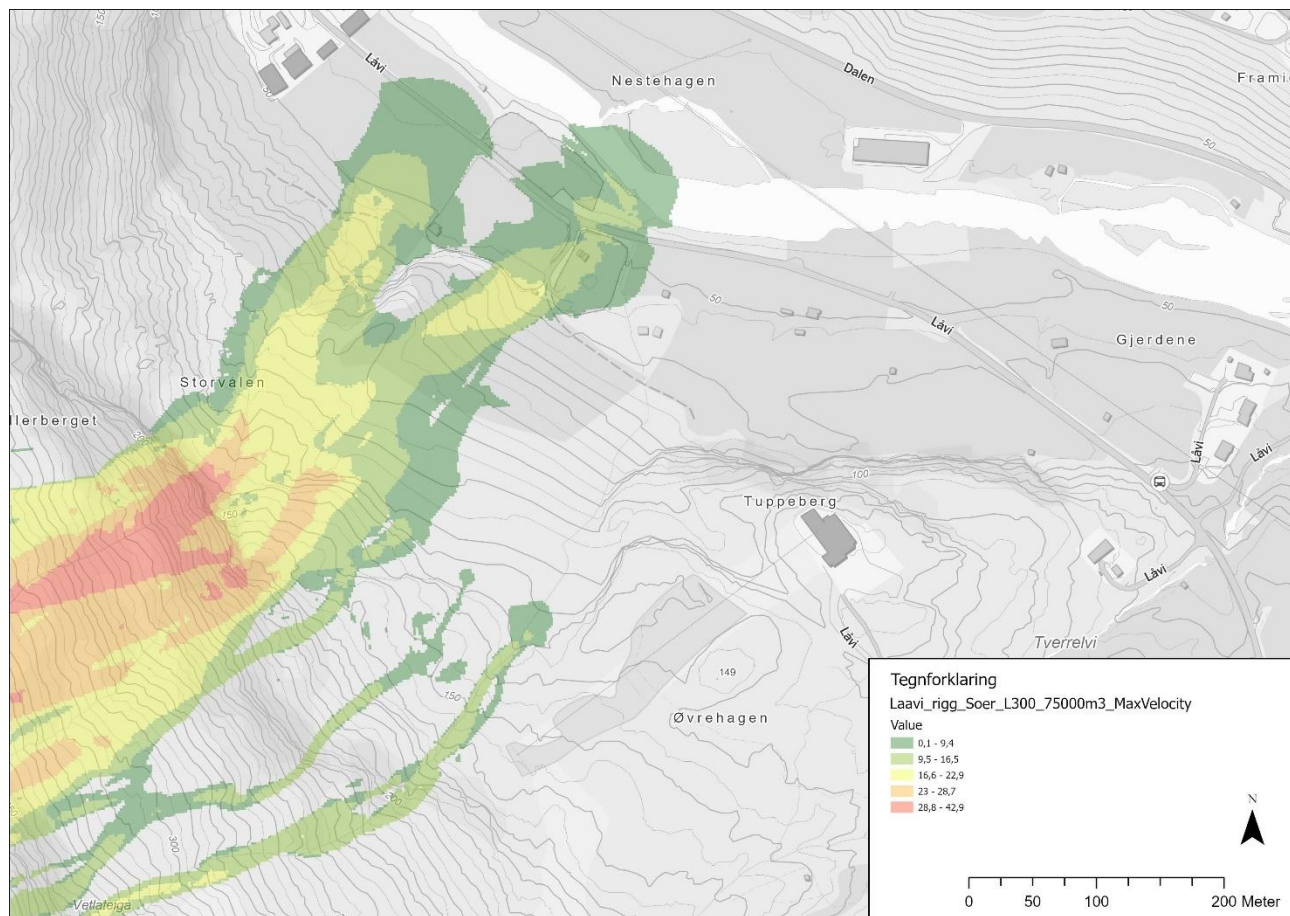 150
Låvi
50
Nestehagen
Dalen
50
Storvalen
llerberget
200
150
50
Låvi
50
Gjerdene
Låvi
Låvi
100
Tuppeberg
Låvi
Tverrelvi
Låvi
149
150
Øvrehagen
200
300
Vetlateiga
Tegnforklaring
Laavi_rigg_Soer_L300_75000m3_MaxVelocity
Value
0,1 - 9,4
9,5 - 16,5
16,6 - 22,9
23 - 28,7
28,8 - 42,9
N
0 50 100 200 Meter